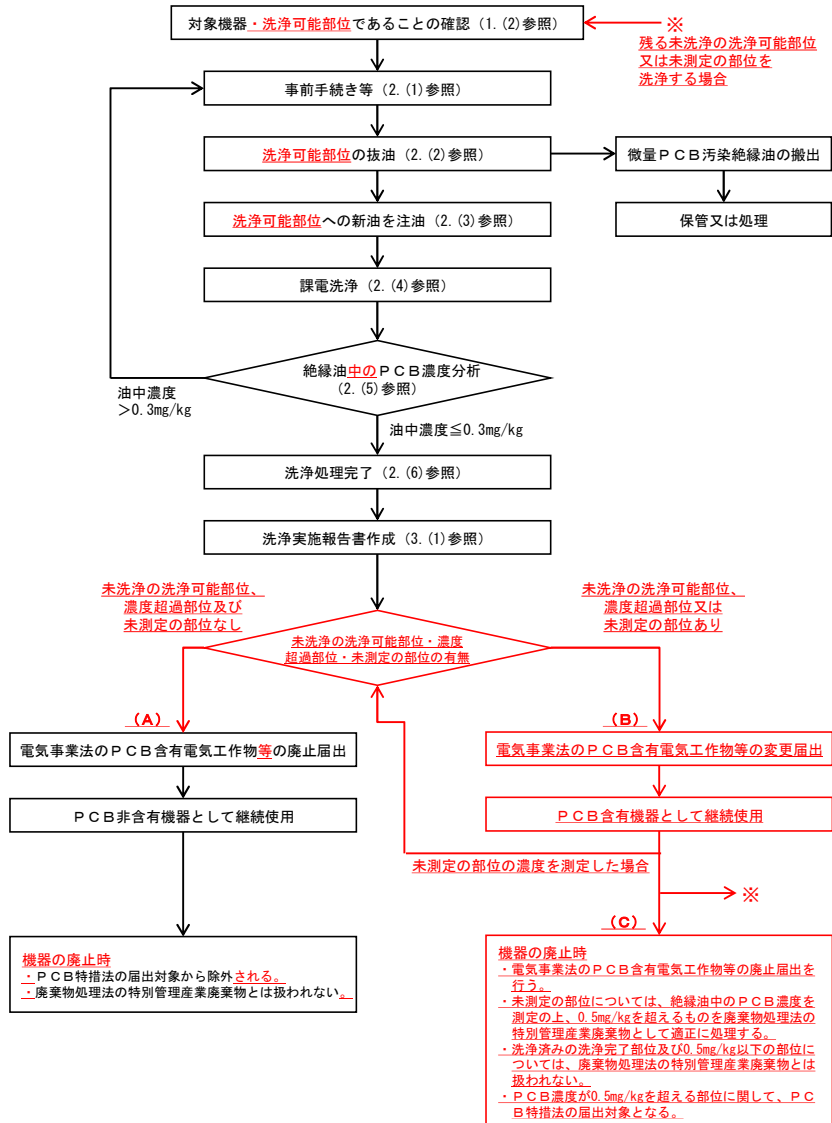 対象機器・洗浄可能部位であることの確認（1.(2)参照）
※
残る未洗浄の洗浄可能部位
又は未測定の部位を
洗浄する場合
事前手続き等（2.(1)参照）
洗浄可能部位の抜油（2.(2)参照）
微量ＰＣＢ汚染絶縁油の搬出
洗浄可能部位への新油を注油（2.(3)参照）
保管又は処理
課電洗浄（2.(4)参照）
絶縁油中のＰＣＢ濃度分析
（2.(5)参照）
油中濃度
＞0.3mg/kg
油中濃度≦0.3mg/kg
洗浄処理完了（2.(6)参照）
洗浄実施報告書作成（3.(1)参照）
未洗浄の洗浄可能部位、
濃度超過部位及び
未測定の部位なし
未洗浄の洗浄可能部位、
濃度超過部位又は
未測定の部位あり
未洗浄の洗浄可能部位・濃度
超過部位・未測定の部位の有無
（A）
（B）
電気事業法のＰＣＢ含有電気工作物等の廃止届出
電気事業法のＰＣＢ含有電気工作物等の変更届出
ＰＣＢ非含有機器として継続使用
ＰＣＢ含有機器として継続使用
未測定の部位の濃度を測定した場合
※
（C）
機器の廃止時
・ＰＣＢ特措法の届出対象から除外される。
・廃棄物処理法の特別管理産業廃棄物とは扱われない。
機器の廃止時
・電気事業法のＰＣＢ含有電気工作物等の廃止届出を
行う。
・未測定の部位については、絶縁油中のＰＣＢ濃度を
測定の上、0.5mg/kgを超えるものを廃棄物処理法の
特別管理産業廃棄物として適正に処理する。
・洗浄済みの洗浄完了部位及び0.5mg/kg以下の部位に
ついては、廃棄物処理法の特別管理産業廃棄物とは
扱われない。
・ＰＣＢ濃度が0.5mg/kgを超える部位に関して、ＰＣ
Ｂ特措法の届出対象となる。